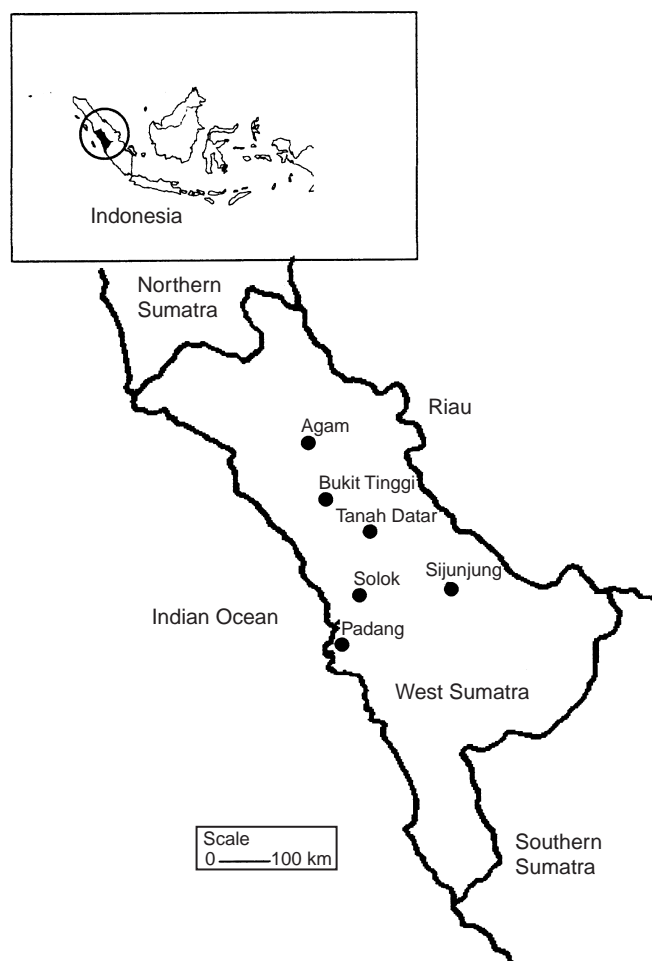 Indonesia
Northern
Sumatra
Riau
Agam
Bukit Tinggi
Tanah Datar
Solok
Sijunjung
Indian Ocean
Padang
West Sumatra
Scale
0 100 km
Southern
Sumatra